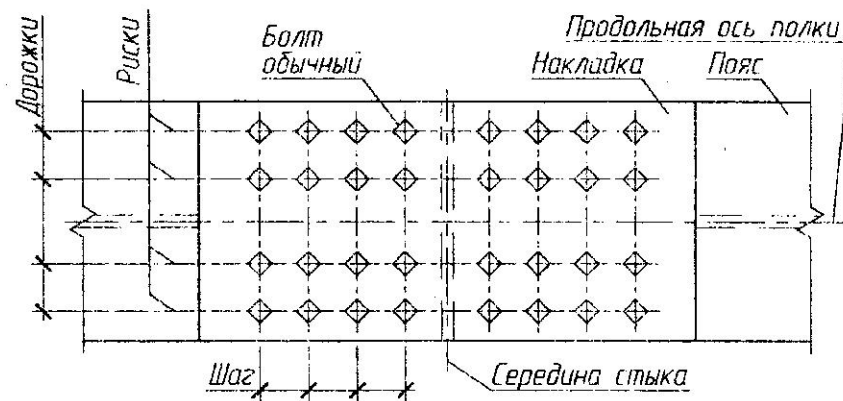 Продольная ось полки
Болт
обычный
Накладка
Пояс
Риски
Дорожки
Шаг
Середина стыка